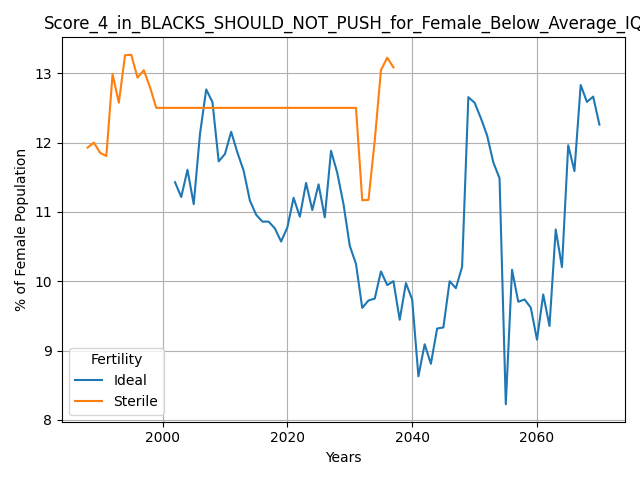 Score_4_in_BLACKS_SHOULD_NOT_PUSH_for_Female_Below_Average_IQ
% of Female Population
13
12
11
10
9
8
Fertility
Ideal
Sterile
2000 2020 2040 2060
Years